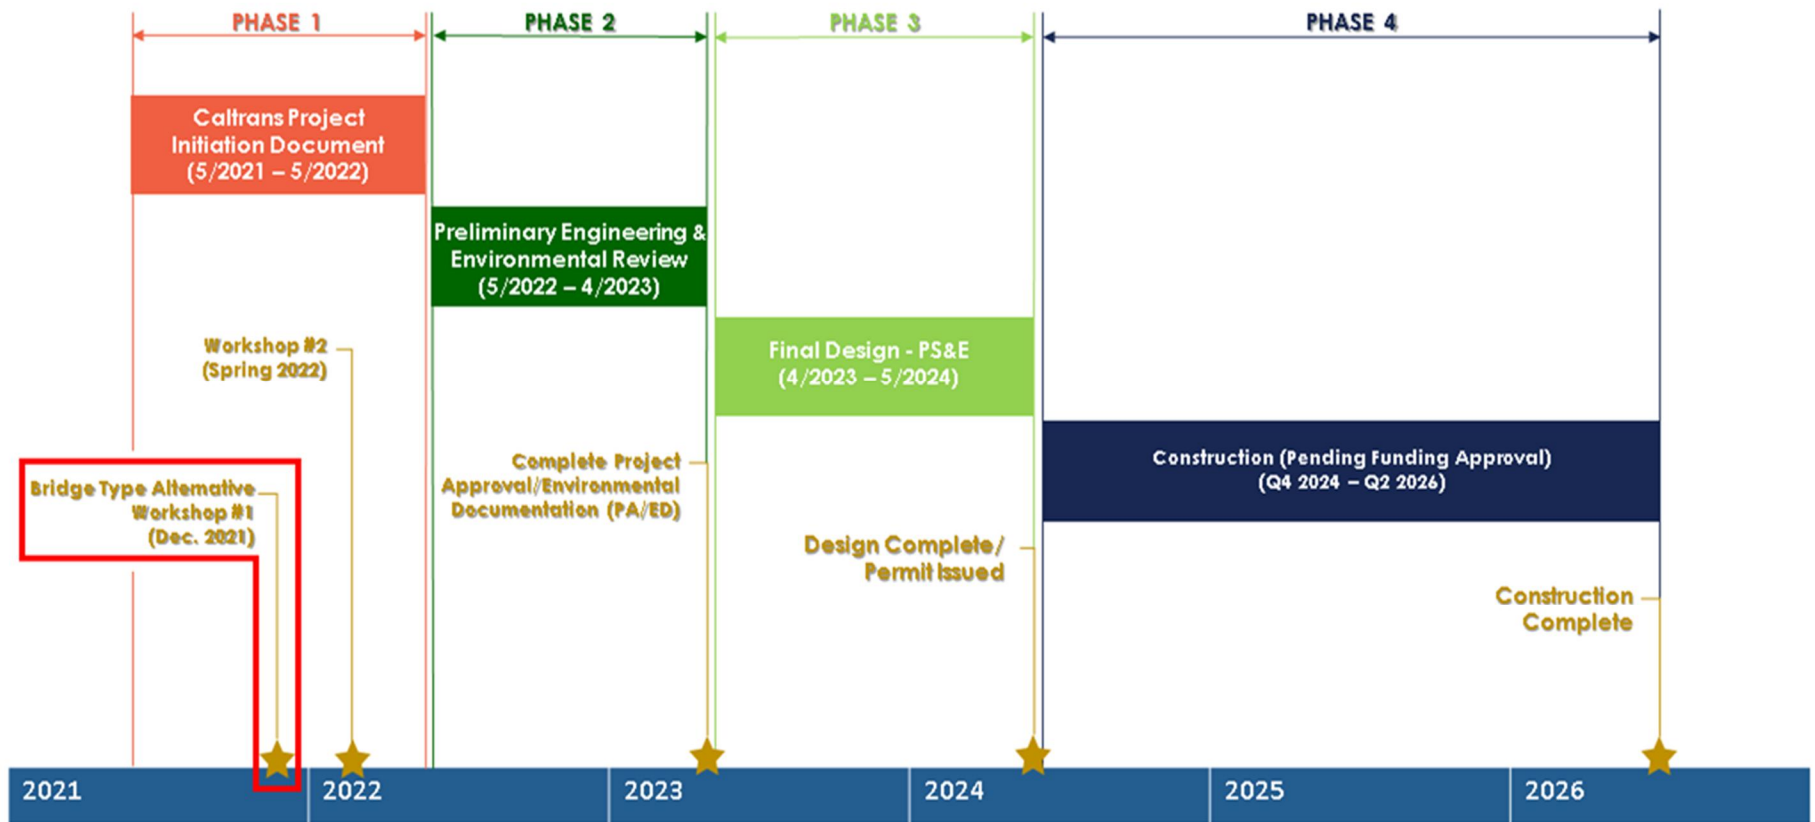 PHASE 1
PHASE 2
PHASE 3
PHASE 4
Caltrans Project
Initiation Document
(5/2021 – 5/2022)
Preliminary Engineering &
Environmental Review
(5/2022 – 4/2023)
Workshop #2
(Spring 2022)
Final Design - PS&E
(4/2023 – 5/2024)
Bridge Type Alternative
Workshop #1
(Dec. 2021)
Complete Project
Approval/Environmental
Documentation (PA/ED)
Construction (Pending Funding Approval)
(Q4 2024 – Q2 2026)
Design Complete/
Permit Issued
Construction
Complete
2021
2022
2023
2024
2025
2026